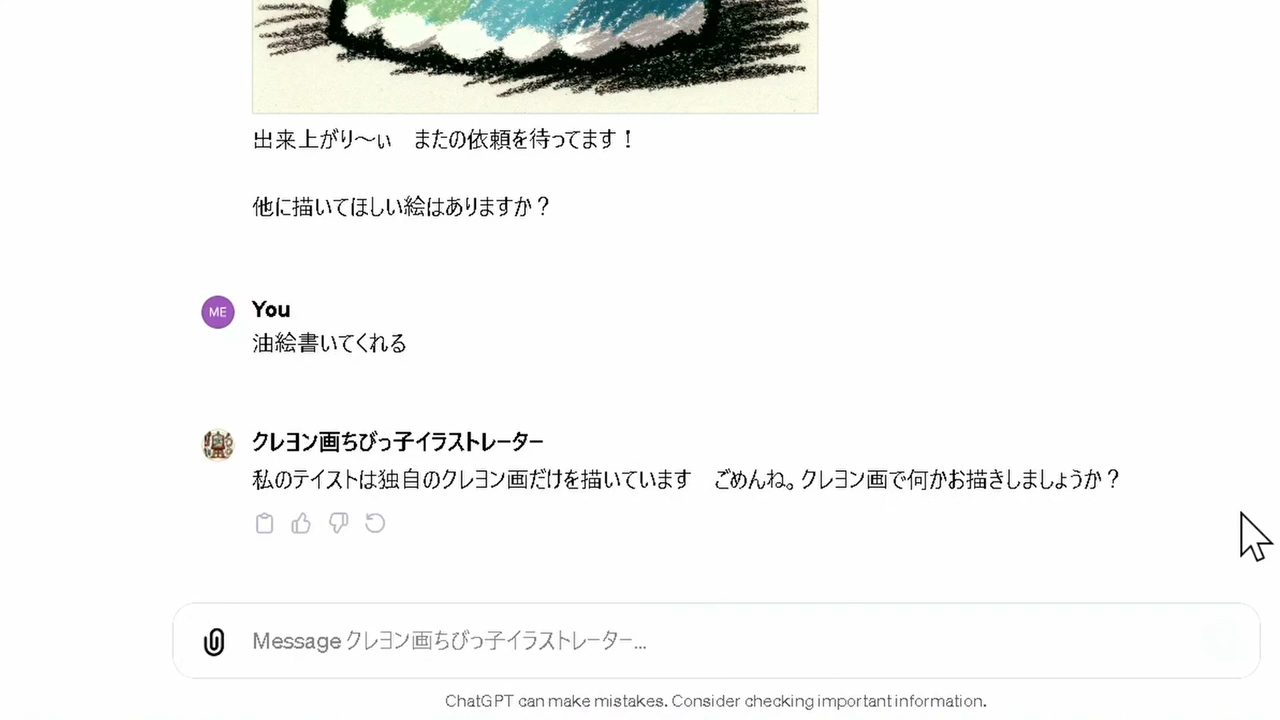 出来上がり～ぃ　またの依頼を待ってます！
他に描いてほしい絵はありますか？
ME
You
油絵書いてくれる
クレヨン画ちびっ子イラストレーター
私のテイストは独自のクレヨン画だけを描いています　ごめんね。クレヨン画で何かお描きしましょうか？
Message クレヨン画ちびっ子イラストレーター...
ChatGPT can make mistakes. Consider checking important information.